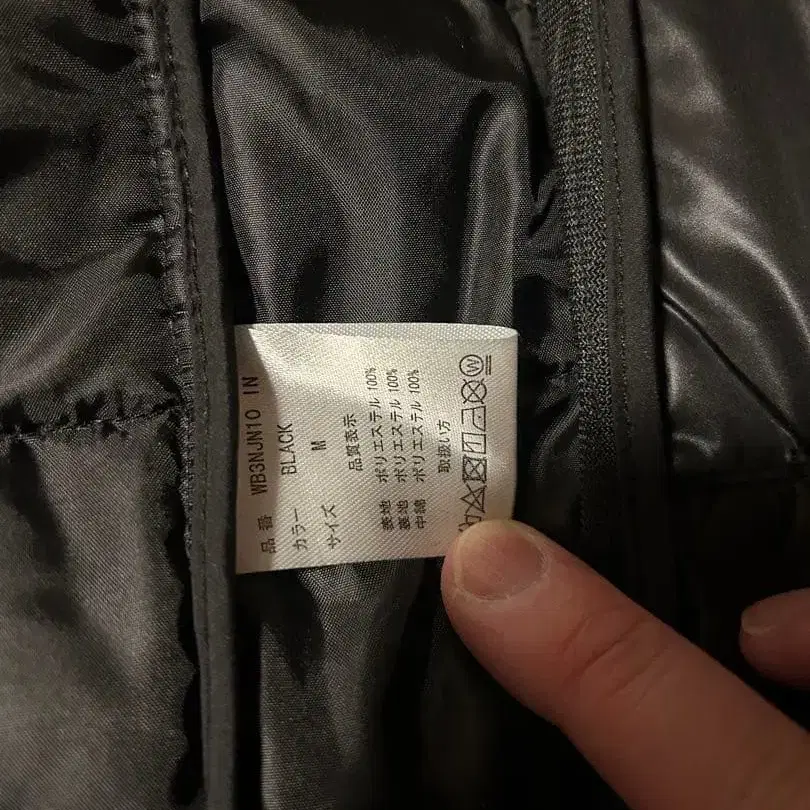 品番 WB3NJN10 IN
カラー BLACK
サイズ M
品質表示
表地 ポリエステル 100%
裏地 ポリエステル 100%
中綿 ポリエステル 100%
取扱い方
W